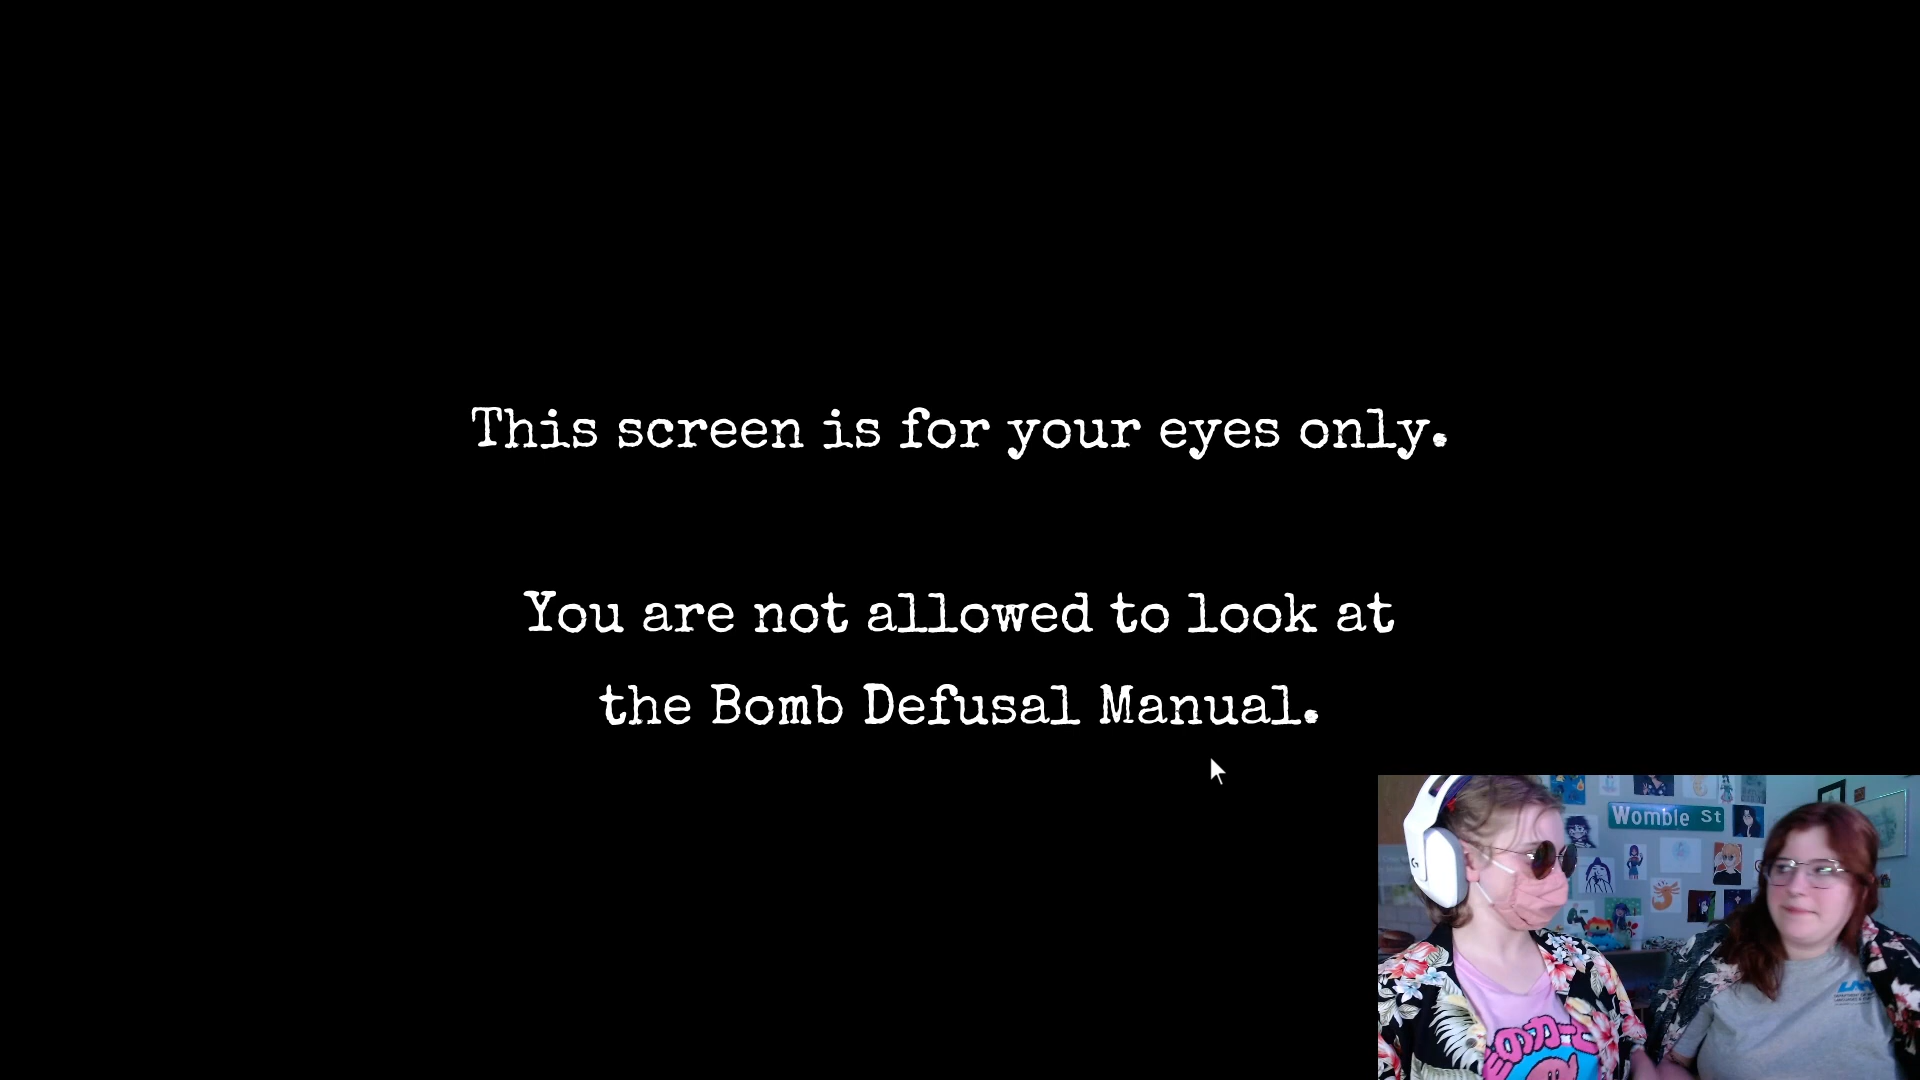 This screen is for your eyes only.
You are not allowed to look at
the Bomb Defusal Manual.
Womble St